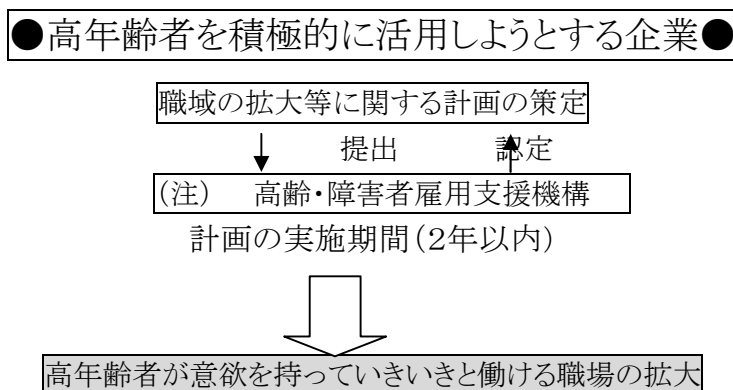 ●高年齢者を積極的に活用しようとする企業●
職域の拡大等に関する計画の策定
提出　　認定
(注)　高齢・障害者雇用支援機構
計画の実施期間(2年以内)
高年齢者が意欲を持っていきいきと働ける職場の拡大